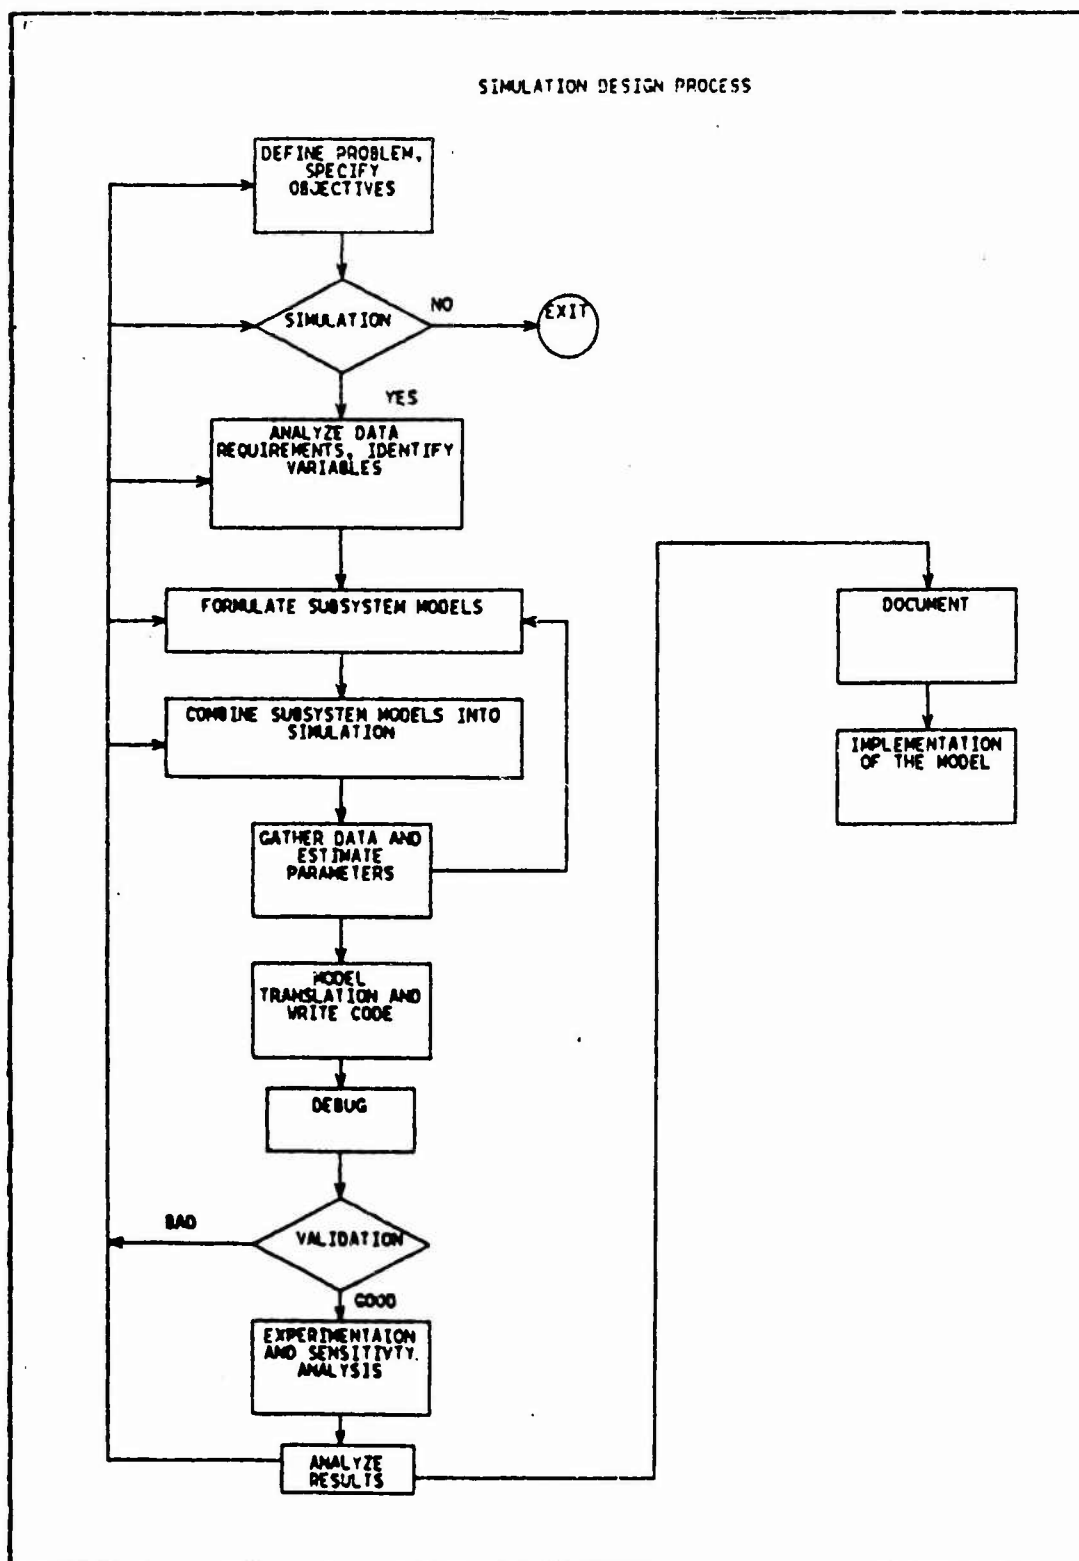 SIMULATION DESIGN PROCESS
DEFINE PROBLEM,
SPECIFY
OBJECTIVES
SIMULATION
NO
EXIT
YES
ANALYZE DATA
REQUIREMENTS, IDENTIFY
VARIABLES
FORMULATE SUBSYSTEM MODELS
COMBINE SUBSYSTEM MODELS INTO
SIMULATION
GATHER DATA AND
ESTIMATE
PARAMETERS
MODEL
TRANSLATION AND
WRITE CODE
DEBUG
BAD
VALIDATION
GOOD
EXPERIMENTAION
AND SENSITIVTY.
ANALYSIS
ANALYZE
RESULTS
DOCUMENT
IMPLEMENTATION
OF THE MODEL